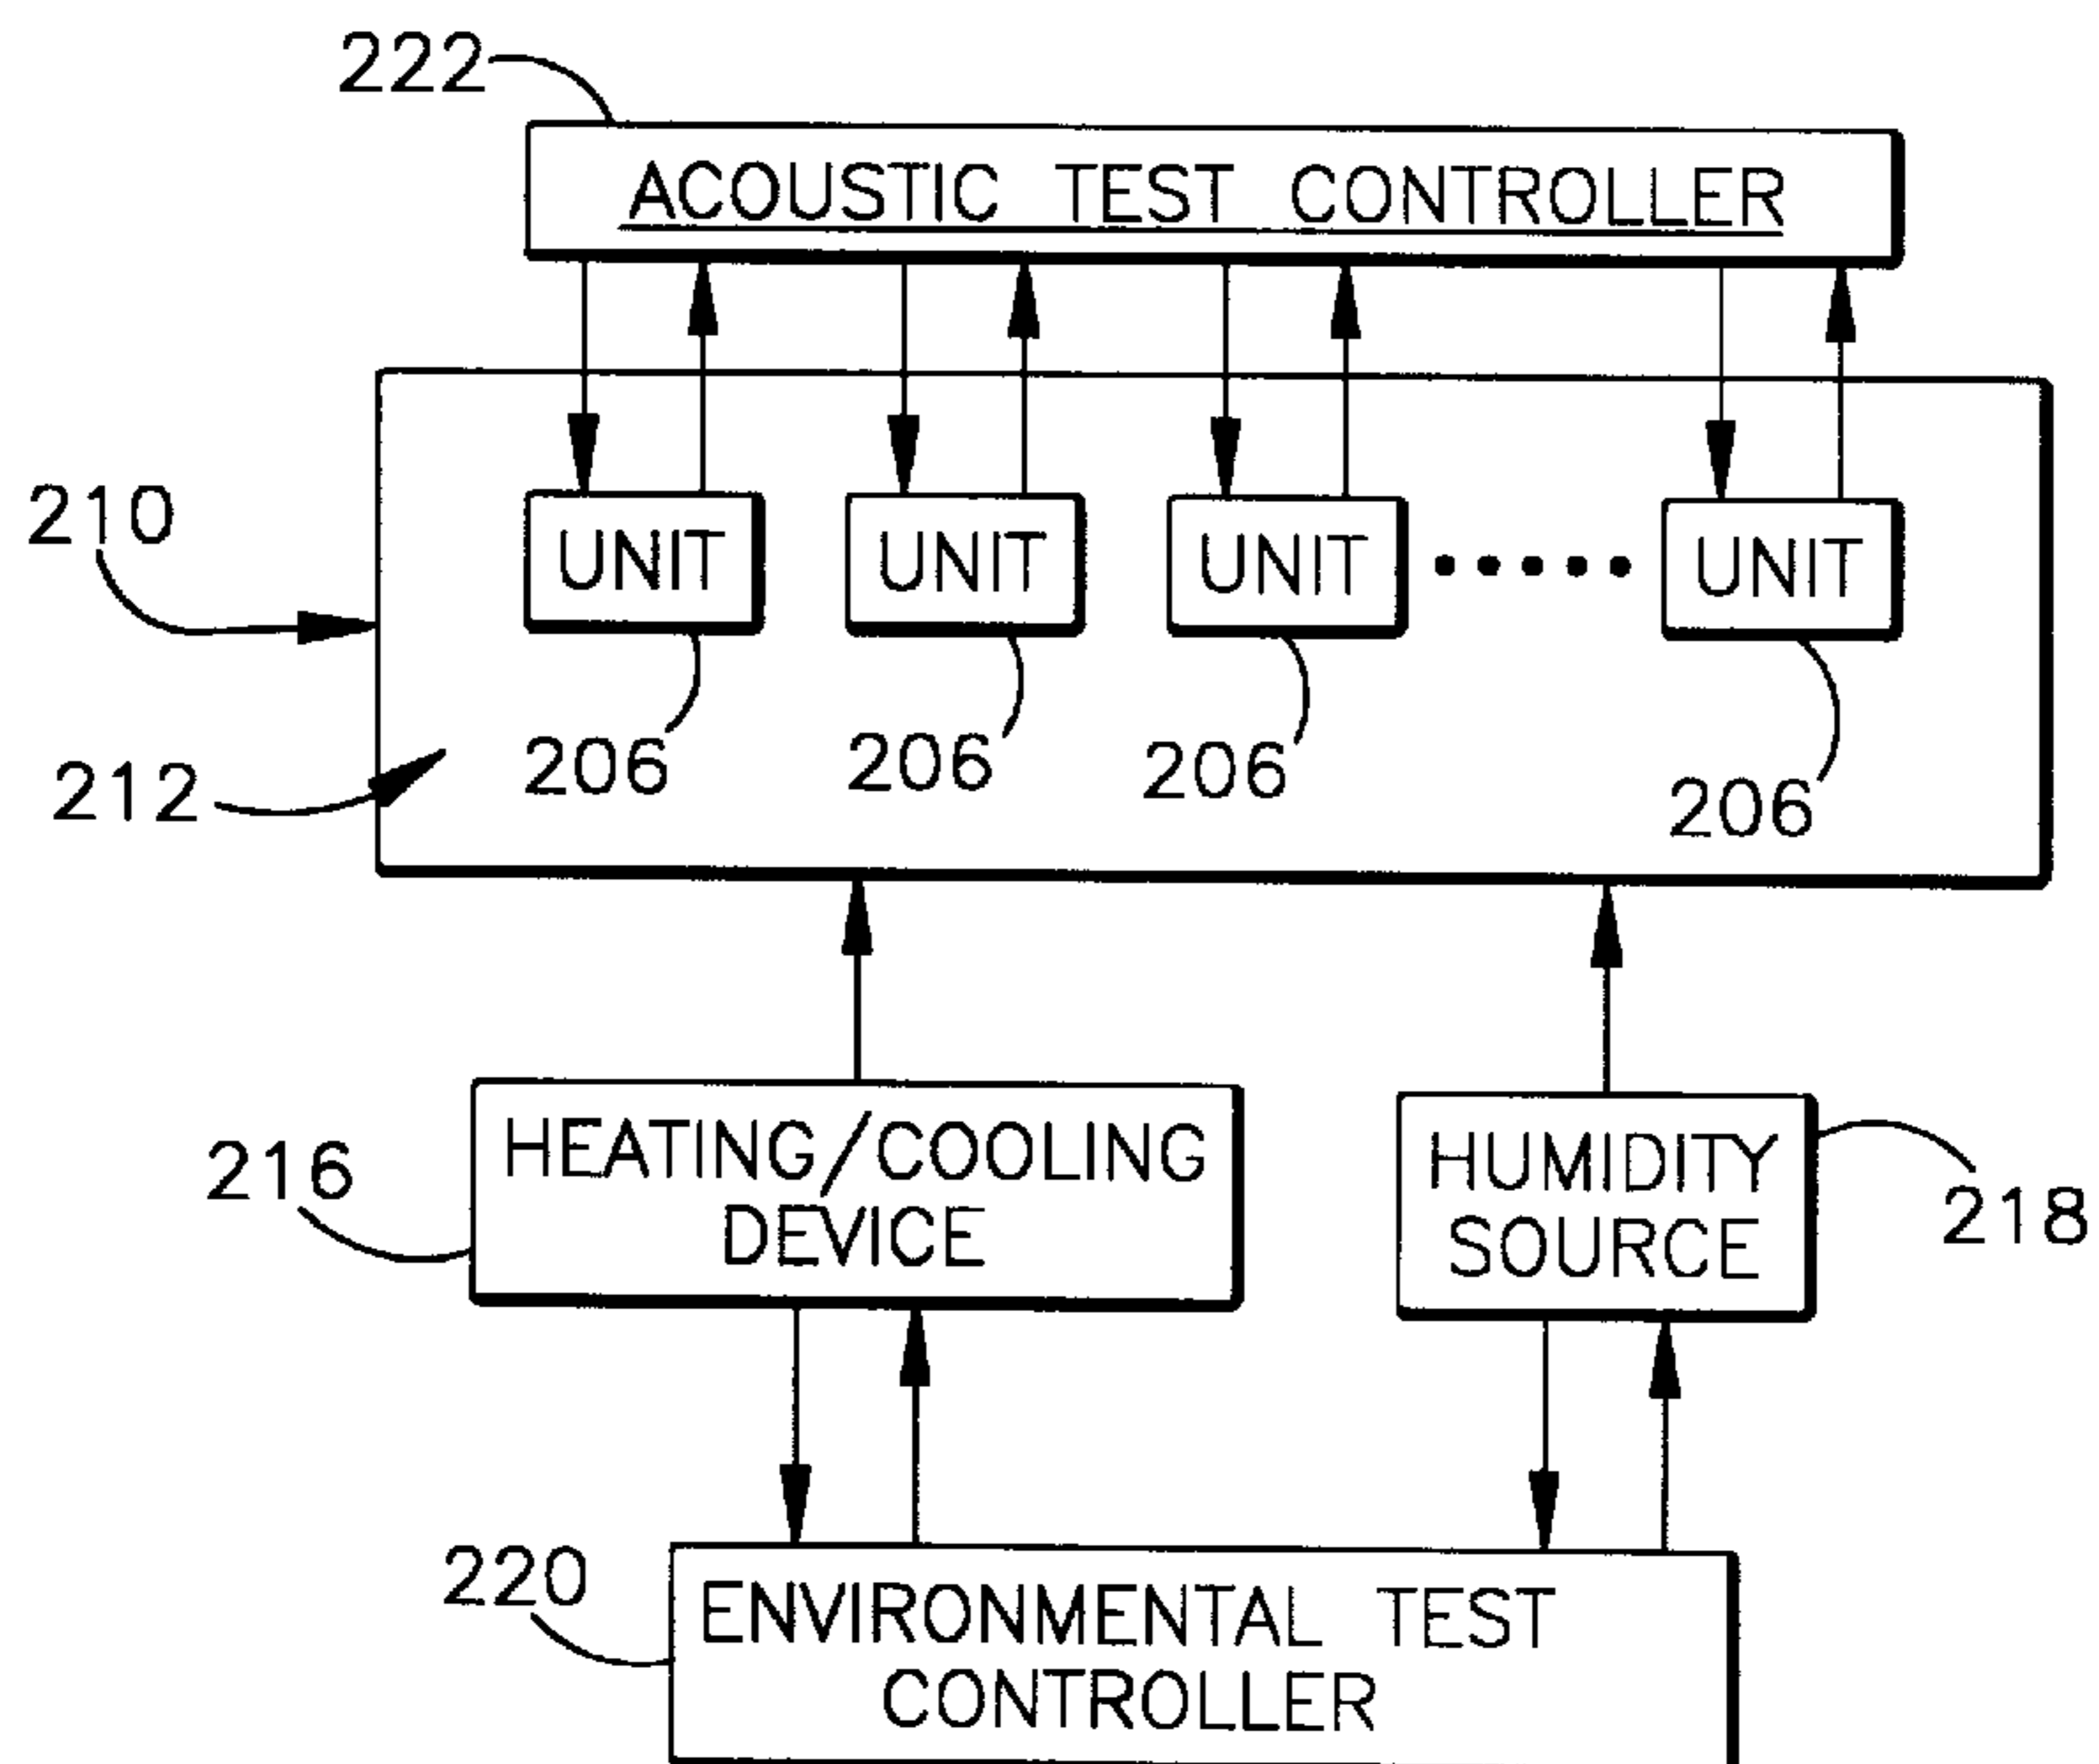 222
ACOUSTIC TEST CONTROLLER
210
UNIT UNIT UNIT ..... UNIT
206 206 206 206
212
HEATING/COOLING
DEVICE
216
HUMIDITY
SOURCE
218
220
ENVIRONMENTAL TEST
CONTROLLER